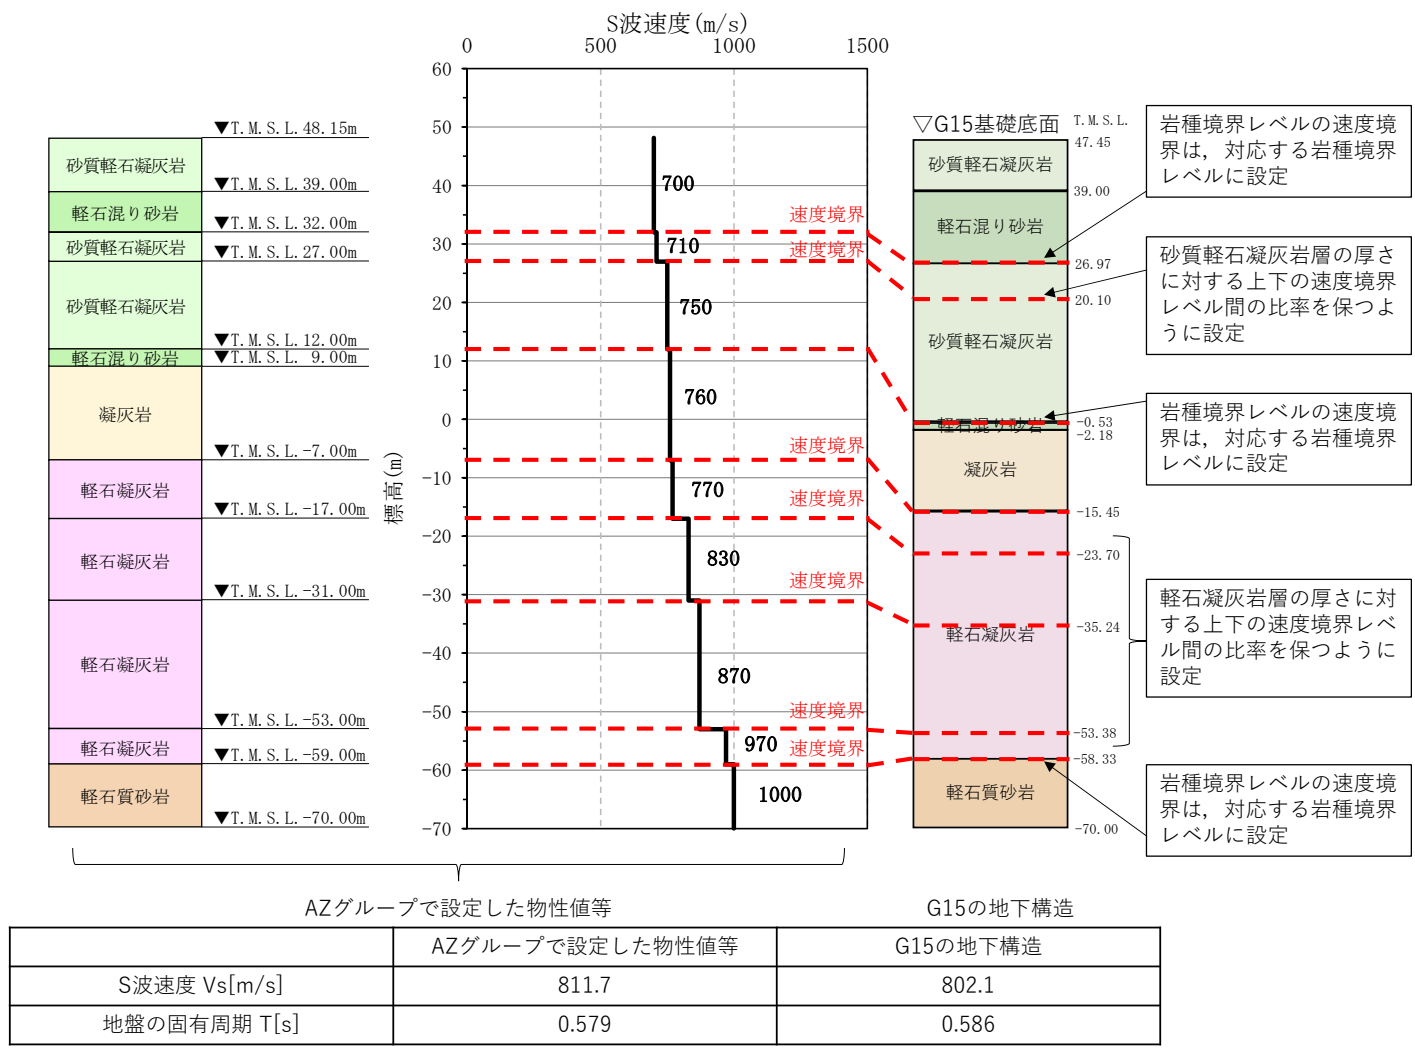 S波速度(m/s)
0
500
1000
1500
60
50
40
30
20
10
0
-10
-20
-30
-40
-50
-60
-70
標高(m)
▼T.M.S.L.48.15m
砂質軽石凝灰岩
▼T.M.S.L.39.00m
軽石混り砂岩
▼T.M.S.L.32.00m
砂質軽石凝灰岩
▼T.M.S.L.27.00m
砂質軽石凝灰岩
▼T.M.S.L.12.00m
軽石混り砂岩
▼T.M.S.L. 9.00m
凝灰岩
▼T.M.S.L.-7.00m
軽石凝灰岩
▼T.M.S.L.-17.00m
軽石凝灰岩
▼T.M.S.L.-31.00m
軽石凝灰岩
▼T.M.S.L.-53.00m
軽石凝灰岩
▼T.M.S.L.-59.00m
軽石質砂岩
▼T.M.S.L.-70.00m
700
710
750
760
770
830
870
970
1000
速度境界
速度境界
速度境界
速度境界
速度境界
速度境界
速度境界
▽G15基礎底面
T.M.S.L.
47.45
砂質軽石凝灰岩
39.00
軽石混り砂岩
26.97
20.10
砂質軽石凝灰岩
-0.53
軽石混り砂岩
-2.18
凝灰岩
-15.45
-23.70
-35.24
軽石凝灰岩
-53.38
-58.33
軽石質砂岩
-70.00
岩種境界レベルの速度境
界は，対応する岩種境界
レベルに設定
砂質軽石凝灰岩層の厚さ
に対する上下の速度境界
レベル間の比率を保つよ
うに設定
岩種境界レベルの速度境
界は，対応する岩種境界
レベルに設定
軽石凝灰岩層の厚さに対
する上下の速度境界レベ
ル間の比率を保つように
設定
岩種境界レベルの速度境
界は，対応する岩種境界
レベルに設定
AZグループで設定した物性値等
G15の地下構造
AZグループで設定した物性値等
G15の地下構造
S波速度 Vs[m/s]
811.7
802.1
地盤の固有周期 T[s]
0.579
0.586